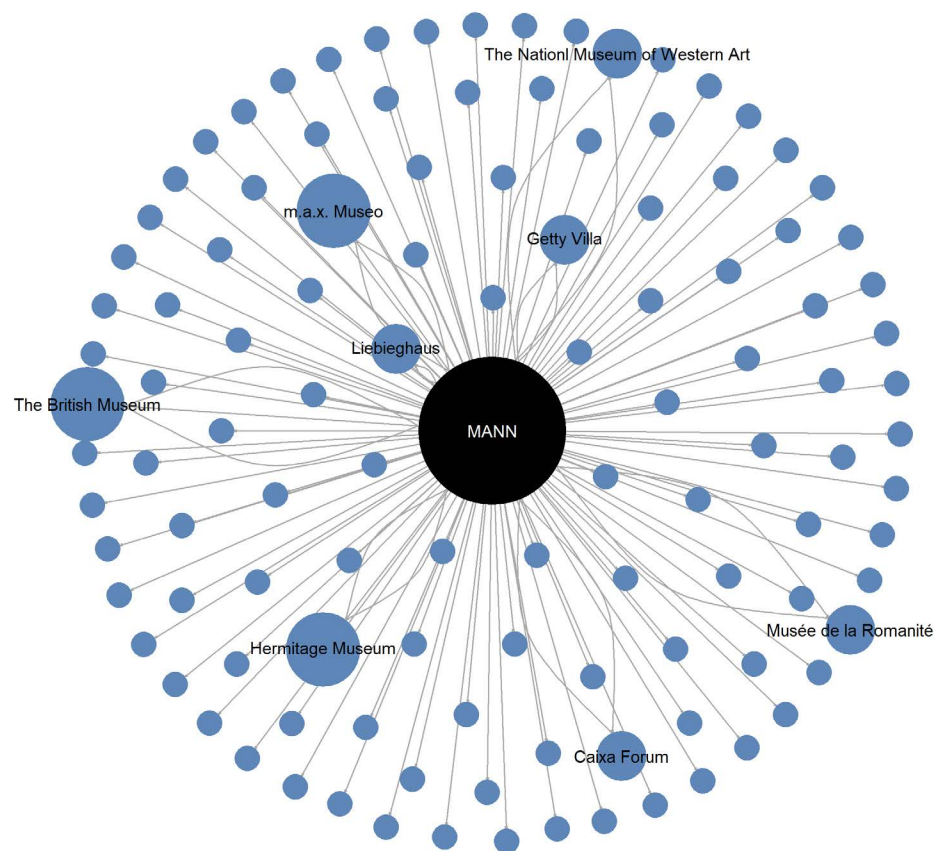 The Nationl Museum of Western Art
m.a.x. Museo
Getty Villa
Liebieghaus
The British Museum
MANN
Musée de la Romanité
Hermitage Museum
Caixa Forum